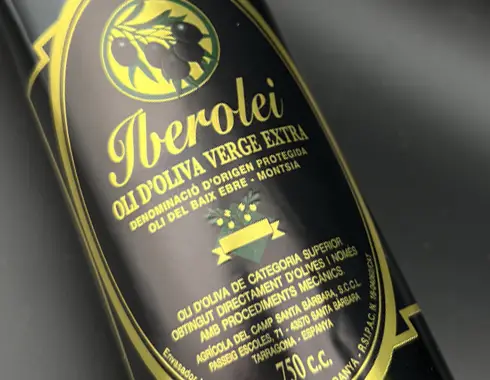 Iberolei
OLI D'OLIVA VERGE EXTRA
DENOMINACIÓ D'ORIGEN PROTEGIDA
OLI DEL BAIX EBRE - MONTSIA
OLI D'OLIVA DE CATEGORIA SUPERIOR
OBTINGUT DIRECTAMENT D'OLIVES I NOMÉS
AMB PROCEDIMENTS MECÀNICS
AGRÍCOLA DEL CAMP SANTA BÀRBARA, S.C.C.L.
PASSEIG ESCOLES, 71 - 43570 SANTA BÀRBARA
TARRAGONA - ESPANYA
750 c.c.
Envasador
R.S.I.P.A.C. N.